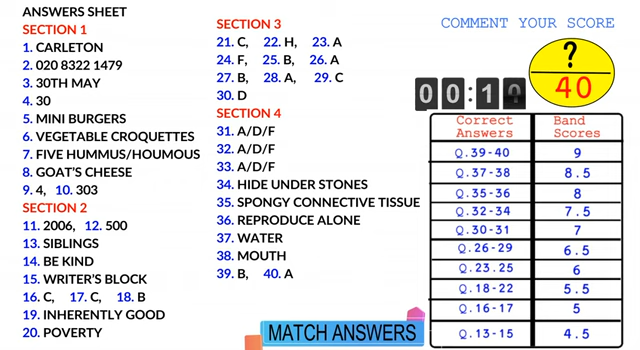 ANSWERS SHEET
SECTION 1
1. CARLETON
2. 020 8322 1479
3. 30TH MAY
4. 30
5. MINI BURGERS
6. VEGETABLE CROQUETTES
7. FIVE HUMMUS/HOUMOUS
8. GOAT'S CHEESE
9. 4, 10. 303
SECTION 2
11. 2006, 12. 500
13. SIBLINGS
14. BE KIND
15. WRITER'S BLOCK
16. C, 17. C, 18. B
19. INHERENTLY GOOD
20. POVERTY
SECTION 3
21. C, 22. H, 23. A
24. F, 25. B, 26. A
27. B, 28. A, 29. C
30. D
SECTION 4
31. A/D/F
32. A/D/F
33. A/D/F
34. HIDE UNDER STONES
35. SPONGY CONNECTIVE TISSUE
36. REPRODUCE ALONE
37. WATER
38. MOUTH
39. B, 40. A
MATCH ANSWERS
COMMENT YOUR SCORE
?
40
00:1
Correct Answers Band Scores
Q.39-40 9
Q.37-38 8.5
Q.35-36 8
Q.32-34 7.5
Q.30-31 7
Q.26-29 6.5
Q.23.25 6
Q.18-22 5.5
Q.16-17 5
Q.13-15 4.5